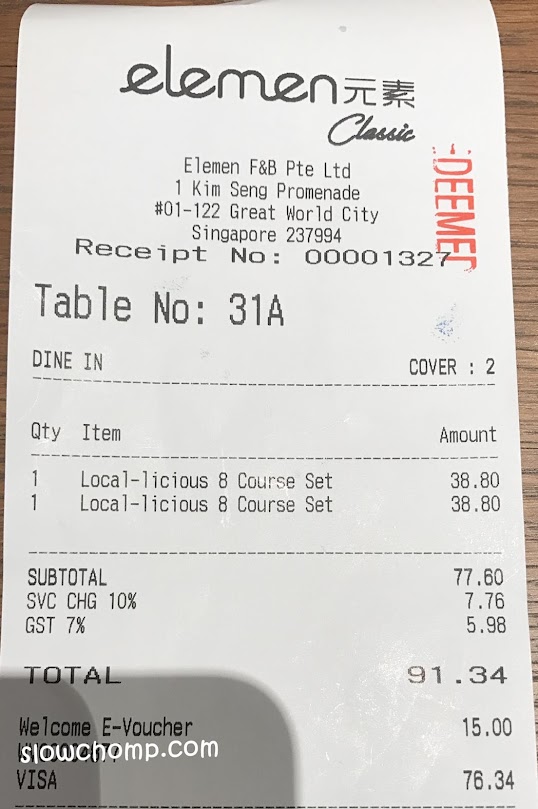 elemen元素
Classic
Elemen F&B Pte Ltd
1 Kim Seng Promenade
#01-122 Great World City
Singapore 237994
Receipt No: 00001327
DEEMED
Table No: 31A
DINE IN COVER : 2
Qty Item Amount
1 Local-licious 8 Course Set 38.80
1 Local-licious 8 Course Set 38.80
SUBTOTAL 77.60
SVC CHG 10% 7.76
GST 7% 5.98
TOTAL 91.34
Welcome E-Voucher 15.00
slowchomp.com
VISA 76.34